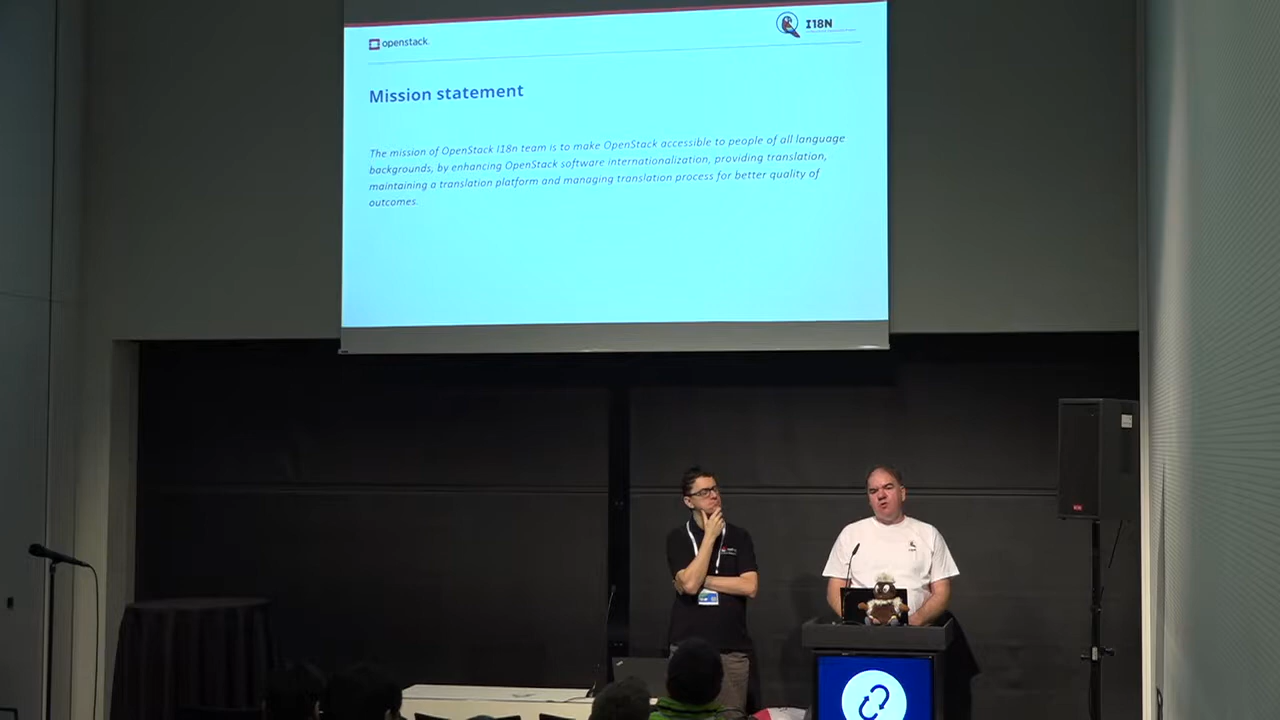 openstack.
I18N
Mission statement
The mission of OpenStack I18n team is to make OpenStack accessible to people of all language
backgrounds, by enhancing OpenStack software internationalization, providing translation,
maintaining a translation platform and managing translation process for better quality of
outcomes.